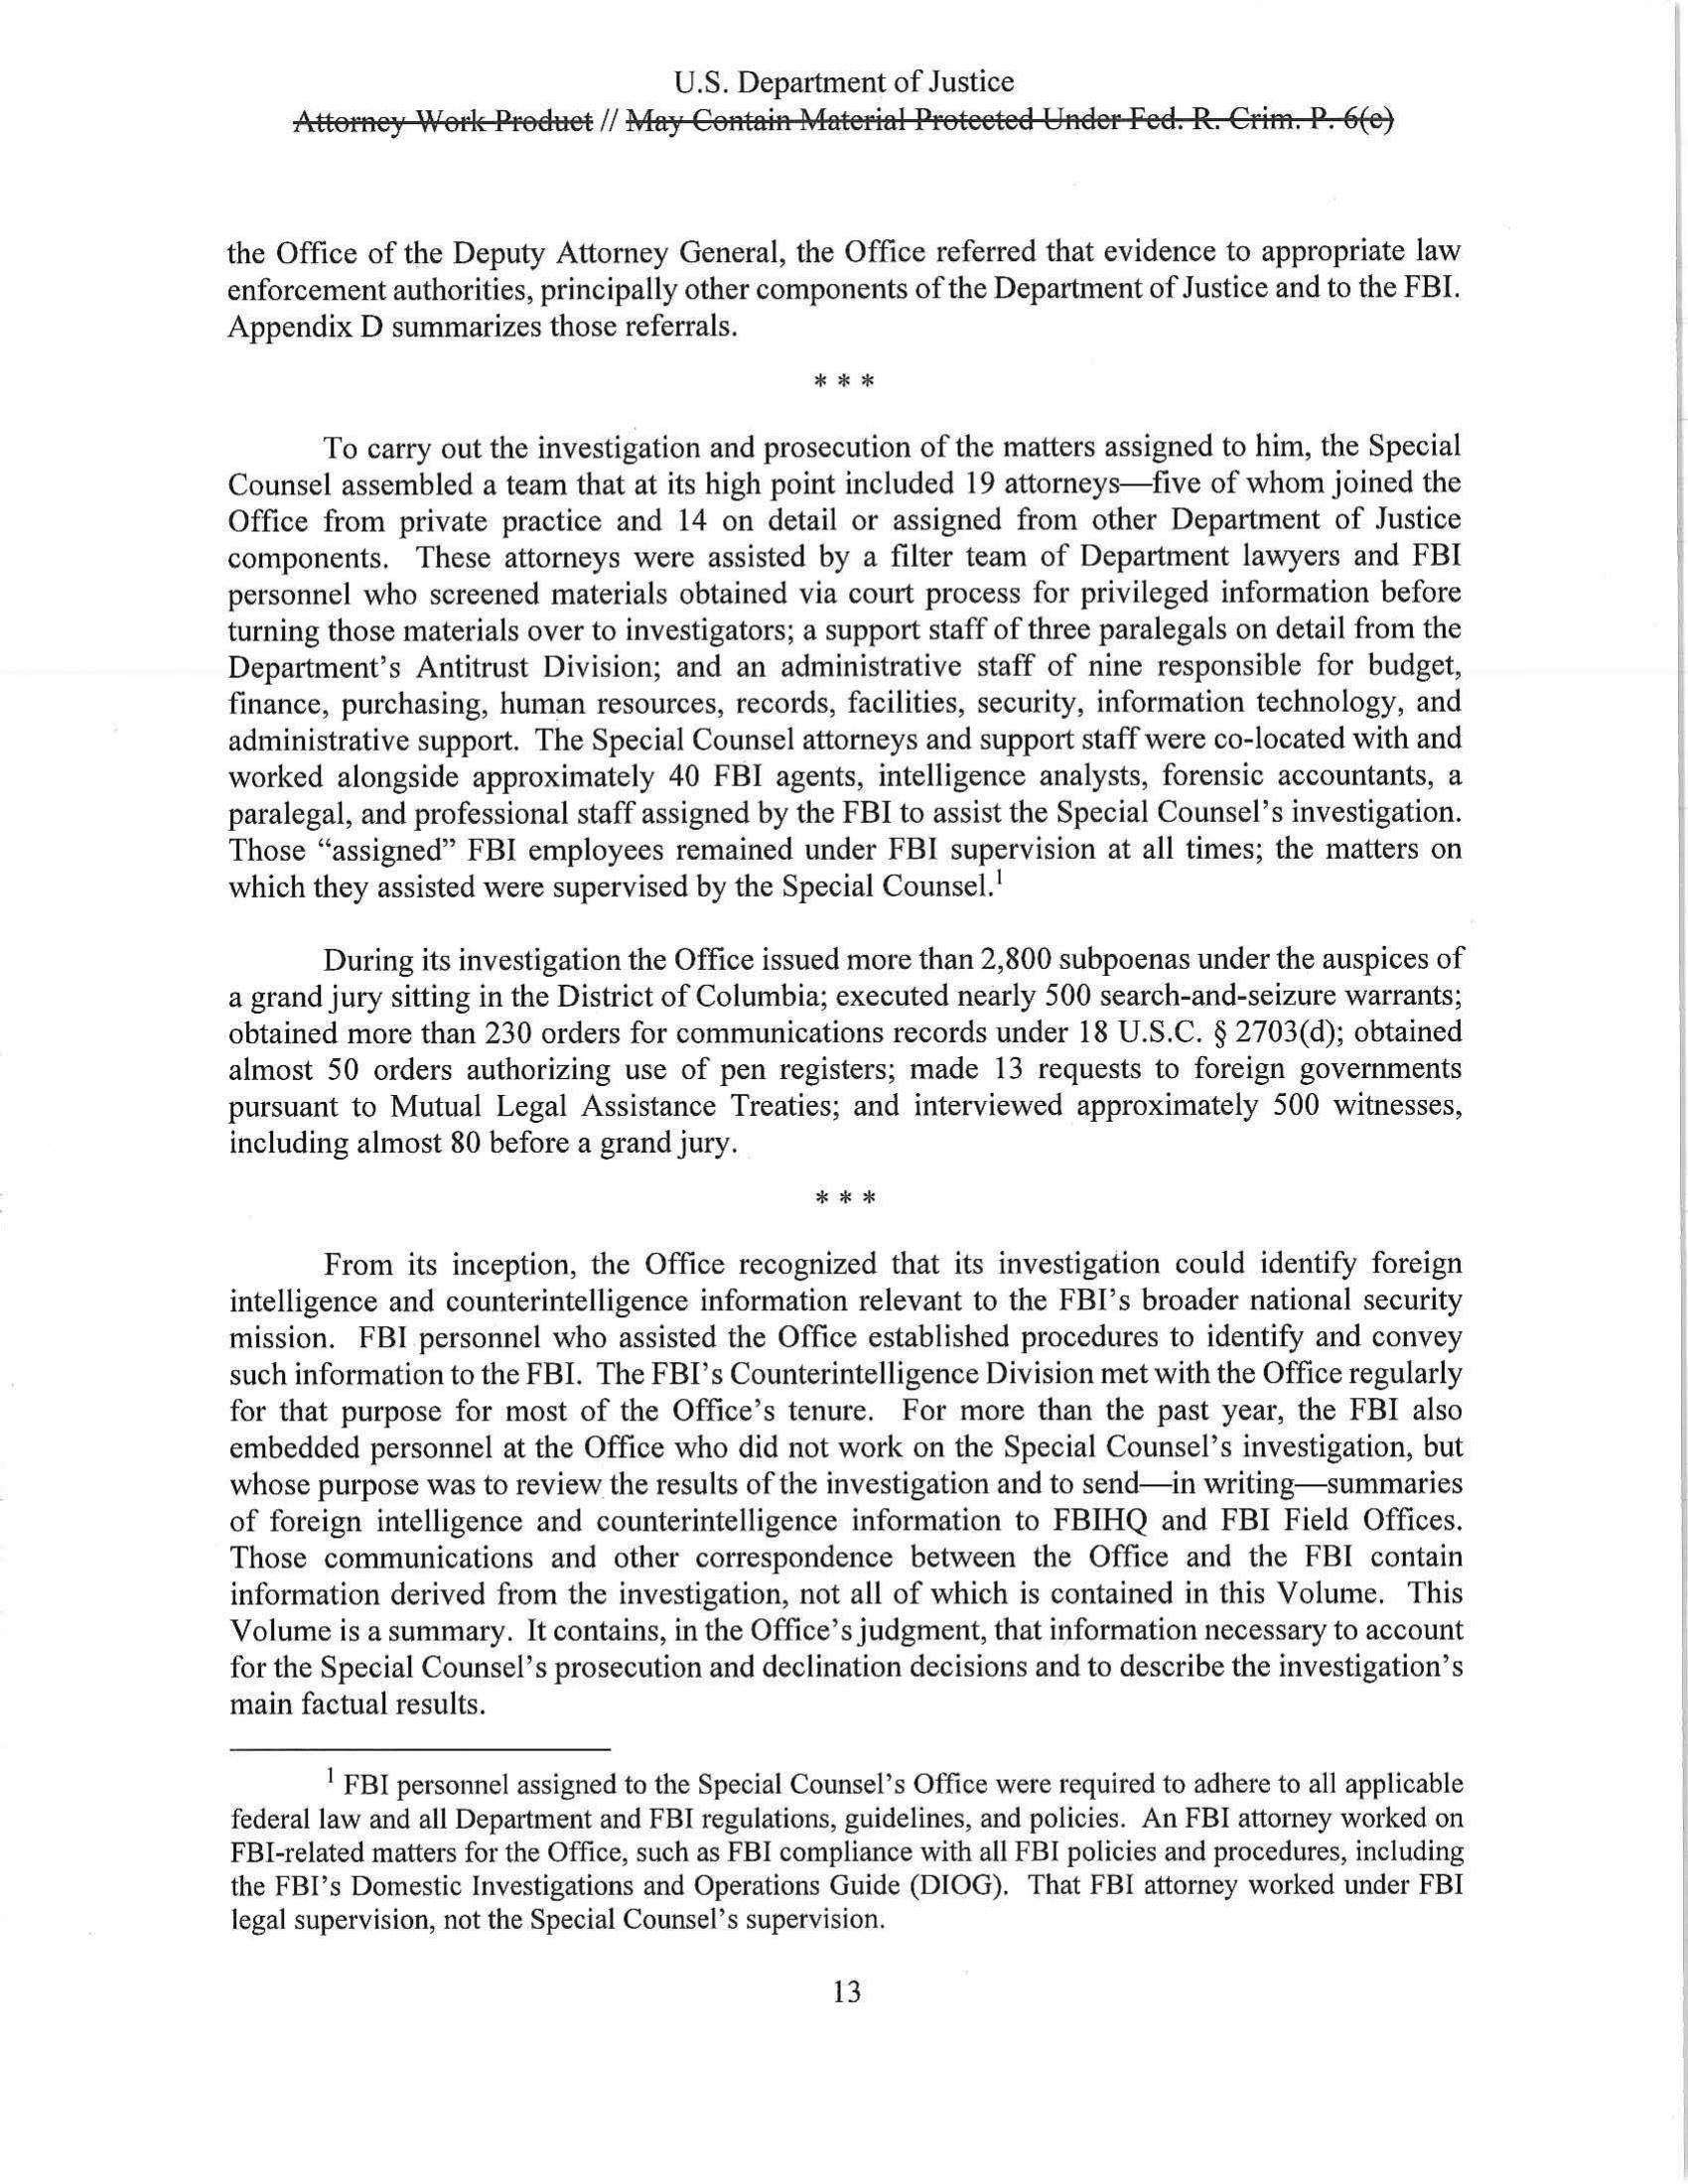 U.S. Department of Justice
Attorney Work Product // May Contain Material Protected Under Fed. R. Crim. P. 6(e)
the Office of the Deputy Attorney General, the Office referred that evidence to appropriate law
enforcement authorities, principally other components of the Department of Justice and to the FBI.
Appendix D summarizes those referrals.
* * *
To carry out the investigation and prosecution of the matters assigned to him, the Special
Counsel assembled a team that at its high point included 19 attorneys—five of whom joined the
Office from private practice and 14 on detail or assigned from other Department of Justice
components. These attorneys were assisted by a filter team of Department lawyers and FBI
personnel who screened materials obtained via court process for privileged information before
turning those materials over to investigators; a support staff of three paralegals on detail from the
Department's Antitrust Division; and an administrative staff of nine responsible for budget,
finance, purchasing, human resources, records, facilities, security, information technology, and
administrative support. The Special Counsel attorneys and support staff were co-located with and
worked alongside approximately 40 FBI agents, intelligence analysts, forensic accountants, a
paralegal, and professional staff assigned by the FBI to assist the Special Counsel's investigation.
Those "assigned" FBI employees remained under FBI supervision at all times; the matters on
which they assisted were supervised by the Special Counsel.¹
During its investigation the Office issued more than 2,800 subpoenas under the auspices of
a grand jury sitting in the District of Columbia; executed nearly 500 search-and-seizure warrants;
obtained more than 230 orders for communications records under 18 U.S.C. § 2703(d); obtained
almost 50 orders authorizing use of pen registers; made 13 requests to foreign governments
pursuant to Mutual Legal Assistance Treaties; and interviewed approximately 500 witnesses,
including almost 80 before a grand jury.
* * *
From its inception, the Office recognized that its investigation could identify foreign
intelligence and counterintelligence information relevant to the FBI's broader national security
mission. FBI personnel who assisted the Office established procedures to identify and convey
such information to the FBI. The FBI's Counterintelligence Division met with the Office regularly
for that purpose for most of the Office's tenure. For more than the past year, the FBI also
embedded personnel at the Office who did not work on the Special Counsel's investigation, but
whose purpose was to review the results of the investigation and to send—in writing—summaries
of foreign intelligence and counterintelligence information to FBIHQ and FBI Field Offices.
Those communications and other correspondence between the Office and the FBI contain
information derived from the investigation, not all of which is contained in this Volume. This
Volume is a summary. It contains, in the Office's judgment, that information necessary to account
for the Special Counsel's prosecution and declination decisions and to describe the investigation's
main factual results.
¹ FBI personnel assigned to the Special Counsel's Office were required to adhere to all applicable
federal law and all Department and FBI regulations, guidelines, and policies. An FBI attorney worked on
FBI-related matters for the Office, such as FBI compliance with all FBI policies and procedures, including
the FBI's Domestic Investigations and Operations Guide (DIOG). That FBI attorney worked under FBI
legal supervision, not the Special Counsel's supervision.
13